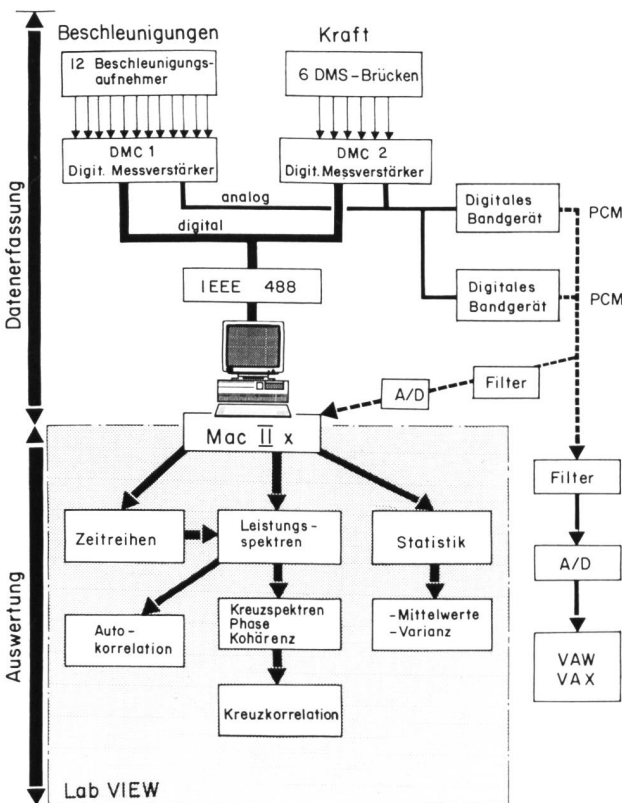 Beschleunigungen
Kraft
12 Beschleunigungs-
aufnehmer
6 DMS-Brücken
DMC 1
Digit. Messverstärker
DMC 2
Digit. Messverstärker
analog
digital
Digitales
Bandgerät
PCM
Digitales
Bandgerät
PCM
IEEE 488
Filter
A/D
Mac II x
Datenerfassung
Auswertung
Zeitreihen
Leistungs-
spektren
Statistik
Auto-
korrelation
Kreuzspektren
Phase
Kohärenz
-Mittelwerte
-Varianz
Kreuzkorrelation
Filter
A/D
VAW
VAX
Lab VIEW